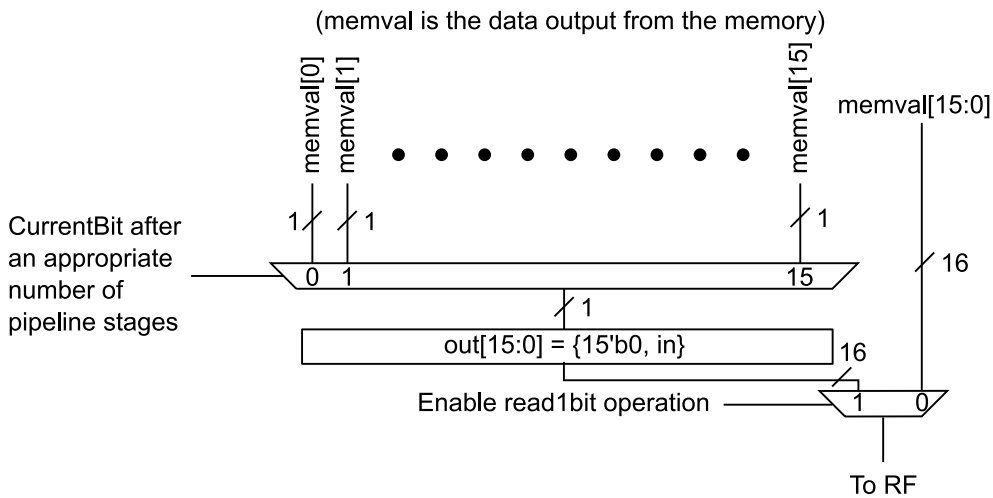 (memval is the data output from the memory)
memval[0]
memval[1]
memval[15]
memval[15:0]
1
1
1
16
CurrentBit after
an appropriate
number of
pipeline stages
0
1
15
1
out[15:0] = {15'b0, in}
16
Enable read1bit operation
1
0
To RF